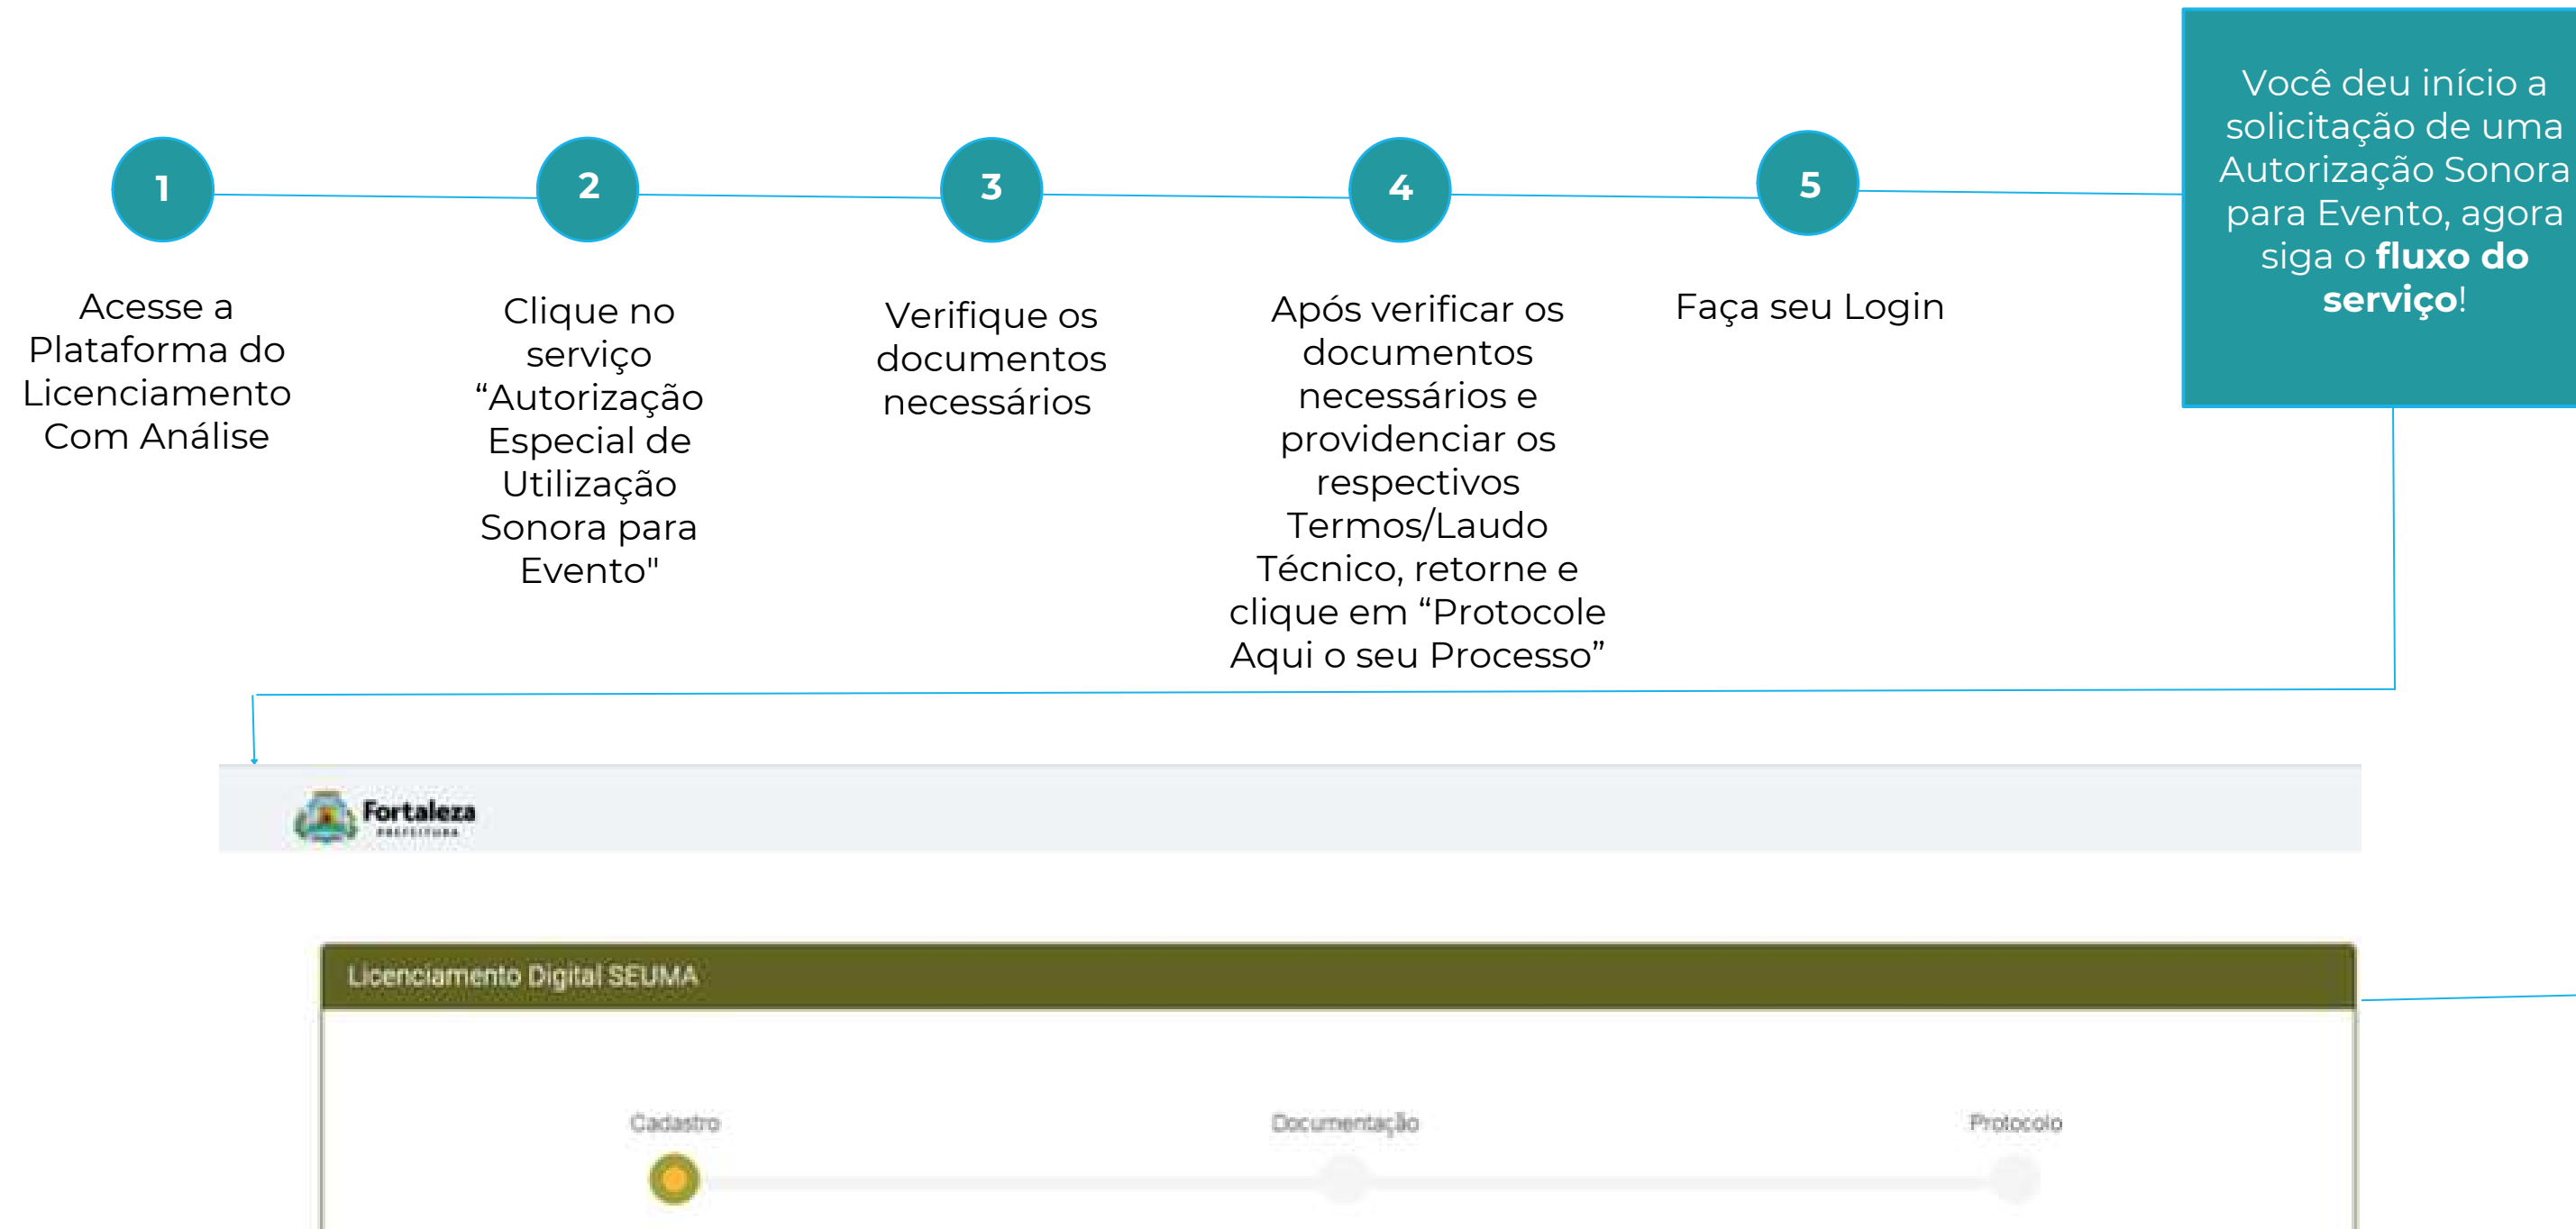 1
2
3
4
5
Acesse a
Plataforma do
Licenciamento
Com Análise
Clique no
serviço
“Autorização
Especial de
Utilização
Sonora para
Evento"
Verifique os
documentos
necessários
Após verificar os
documentos
necessários e
providenciar os
respectivos
Termos/Laudo
Técnico, retorne e
clique em “Protocole
Aqui o seu Processo”
Faça seu Login
Você deu início a
solicitação de uma
Autorização Sonora
para Evento, agora
siga o fluxo do
serviço!
Fortaleza
PREFEITURA
Licenciamento Digital SEUMA
Cadastro
Documentação
Protocolo